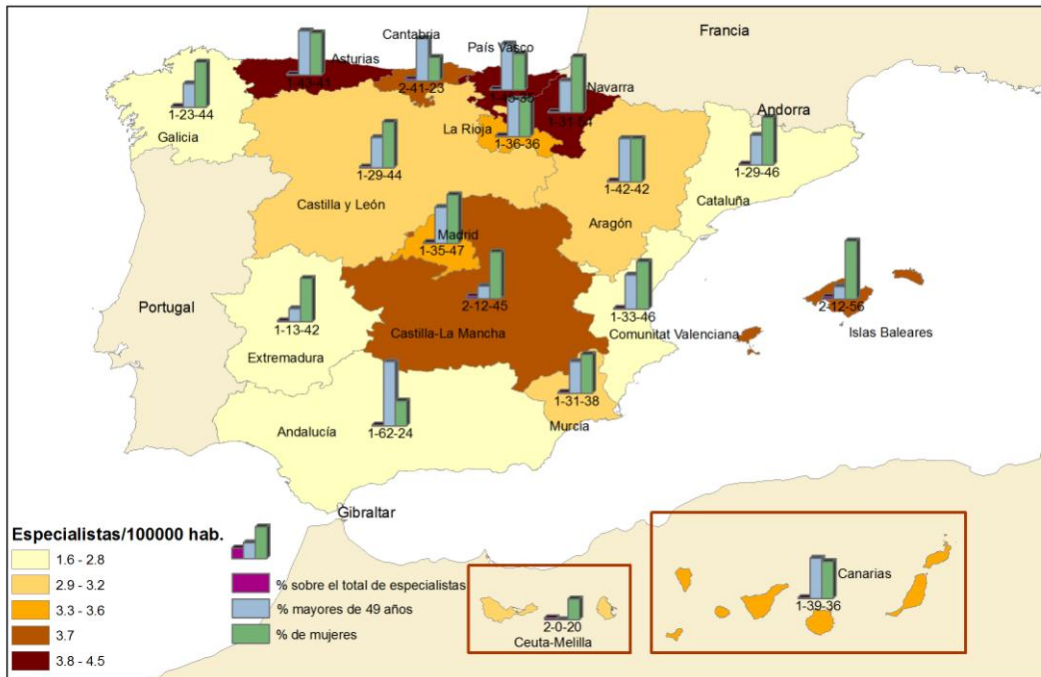 Francia
Cantabria
País Vasco
Asturias
Navarra
Andorra
2-41-23
1-23-44
La Rioja
1-36-36
Galicia
1-29-44
1-42-42
1-29-46
Cataluña
Castilla y León
Aragón
Madrid
1-35-47
Portugal
2-12-45
1-33-46
2-12-56
1-13-42
Castilla-La Mancha
Comunitat Valenciana
Islas Baleares
Extremadura
1-31-38
1-62-24
Andalucía
Murcia
Gibraltar
Especialistas/100000 hab.
1.6 - 2.8
2.9 - 3.2
3.3 - 3.6
3.7
3.8 - 4.5
% sobre el total de especialistas
% mayores de 49 años
% de mujeres
2-0-20
Ceuta-Melilla
Canarias
1-39-36